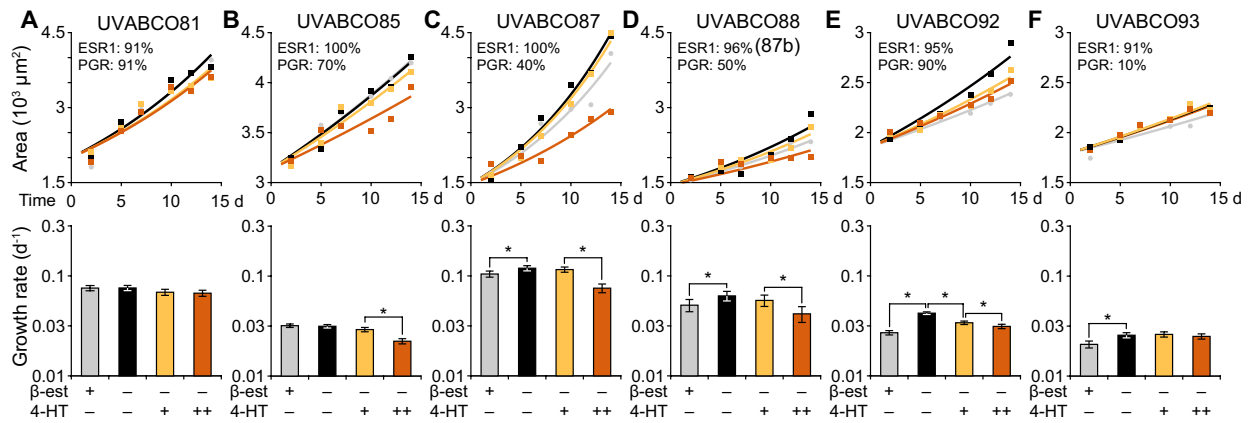 A UVABCO81
B UVABCO85
C UVABCO87
D UVABCO88
E UVABCO92
F UVABCO93
Area (10³ µm²)
4.5
3
1.5
ESR1: 91%
PGR: 91%
4.5
4
3.5
3
ESR1: 100%
PGR: 70%
4.5
3
1.5
ESR1: 100%
PGR: 40%
4.5
3
1.5
ESR1: 96% (87b)
PGR: 50%
3
2.5
2
1.5
ESR1: 95%
PGR: 90%
3
2.5
2
1.5
ESR1: 91%
PGR: 10%
Time 5 10 15 d
0 5 10 15 d
0 5 10 15 d
0 5 10 15 d
0 5 10 15 d
0 5 10 15 d
Growth rate (d⁻¹)
0.3
0.1
0.03
0.01
0.3
0.1
0.03
0.01
*
0.3
0.1
0.03
0.01
* *
0.3
0.1
0.03
0.01
* *
0.3
0.1
0.03
0.01
* * *
0.3
0.1
0.03
0.01
*
β-est + – – – β-est + – – – β-est + – – – β-est + – – – β-est + – – – β-est + – – –
4-HT – – + ++ 4-HT – – + ++ 4-HT – – + ++ 4-HT – – + ++ 4-HT – – + ++ 4-HT – – + ++